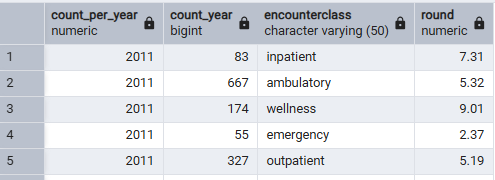 count_per_year count_year encounterclass round
numeric bigint character varying (50) numeric
1 2011 83 inpatient 7.31
2 2011 667 ambulatory 5.32
3 2011 174 wellness 9.01
4 2011 55 emergency 2.37
5 2011 327 outpatient 5.19